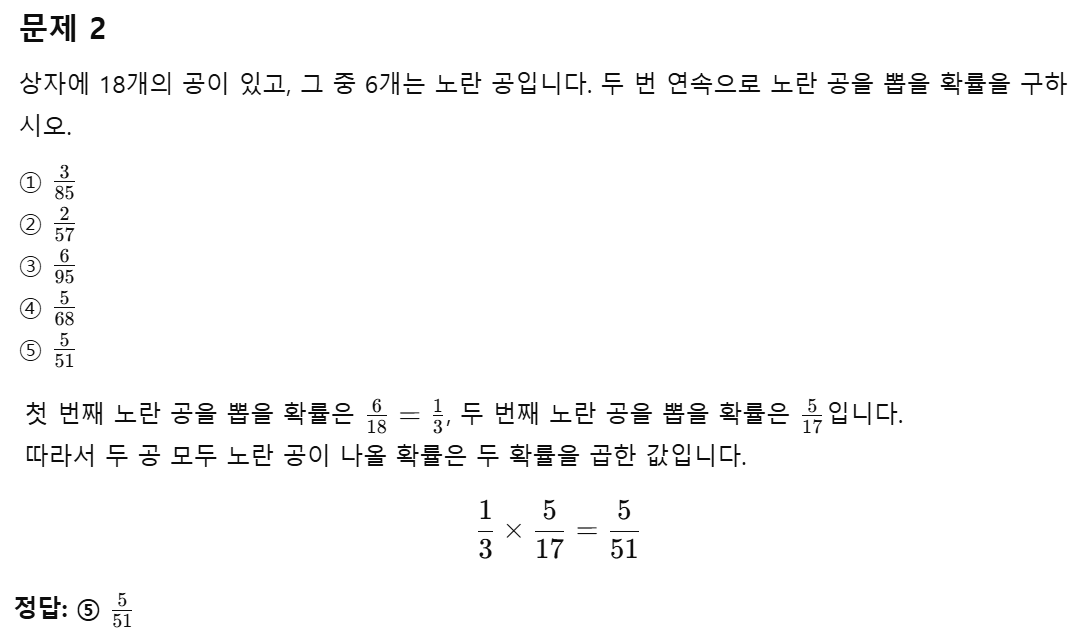 문제 2
상자에 18개의 공이 있고, 그 중 6개는 노란 공입니다. 두 번 연속으로 노란 공을 뽑을 확률을 구하
시오.
① 3/85
② 2/57
③ 6/95
④ 5/68
⑤ 5/51
첫 번째 노란 공을 뽑을 확률은 6/18 = 1/3, 두 번째 노란 공을 뽑을 확률은 5/17입니다.
따라서 두 공 모두 노란 공이 나올 확률은 두 확률을 곱한 값입니다.
1/3 × 5/17 = 5/51
정답: ⑤ 5/51